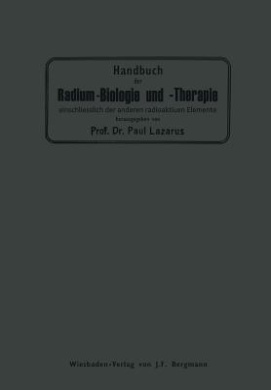 Handbuch
der
Radium-Biologie und -Therapie
einschliesslich der anderen radioaktiven Elemente
herausgegeben von
Prof. Dr. Paul Lazarus
Wiesbaden-Verlag von J.F. Bergmann